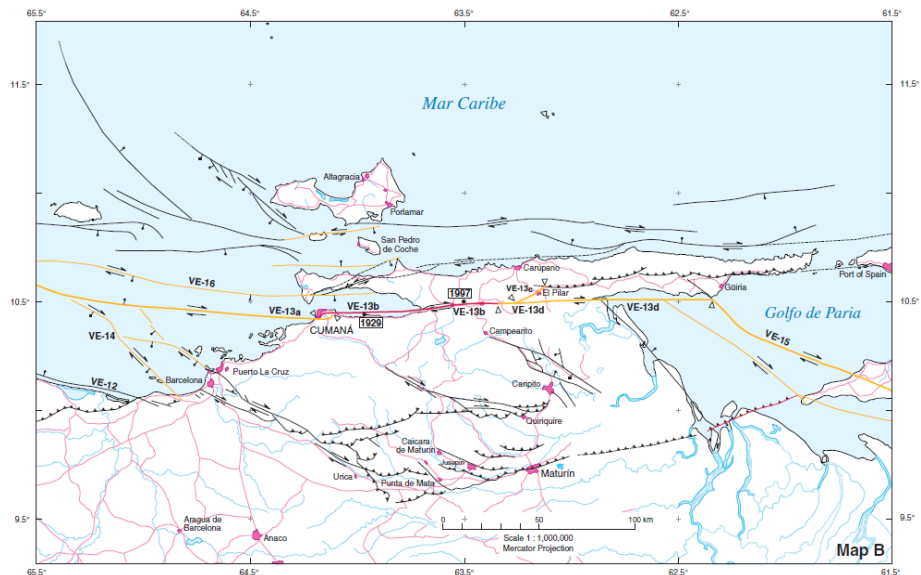 65.5°
64.5°
63.5°
62.5°
61.5°
11.5°
11.5°
Mar Caribe
Altagracia
Porlamar
San Pedro
de Coche
Carupano
Port of Spain
VE-16
VE-13c
El Pilar
Güiria
10.5°
1997
10.5°
VE-13a
VE-13b
VE-13b
VE-13d
VE-13d
Golfo de Paria
CUMANÁ
1929
VE-14
Campearito
VE-15
Puerto La Cruz
Barcelona
VE-12
Caripito
Quiriquire
Caicara
de Maturín
Jusepín
Maturín
Urica
Punta de Mata
9.5°
9.5°
Aragua de
Barcelona
Anaco
0 50 100 km
Scale 1 : 1,000,000
Mercator Projection
Map B
65.5°
64.5°
63.5°
62.5°
61.5°